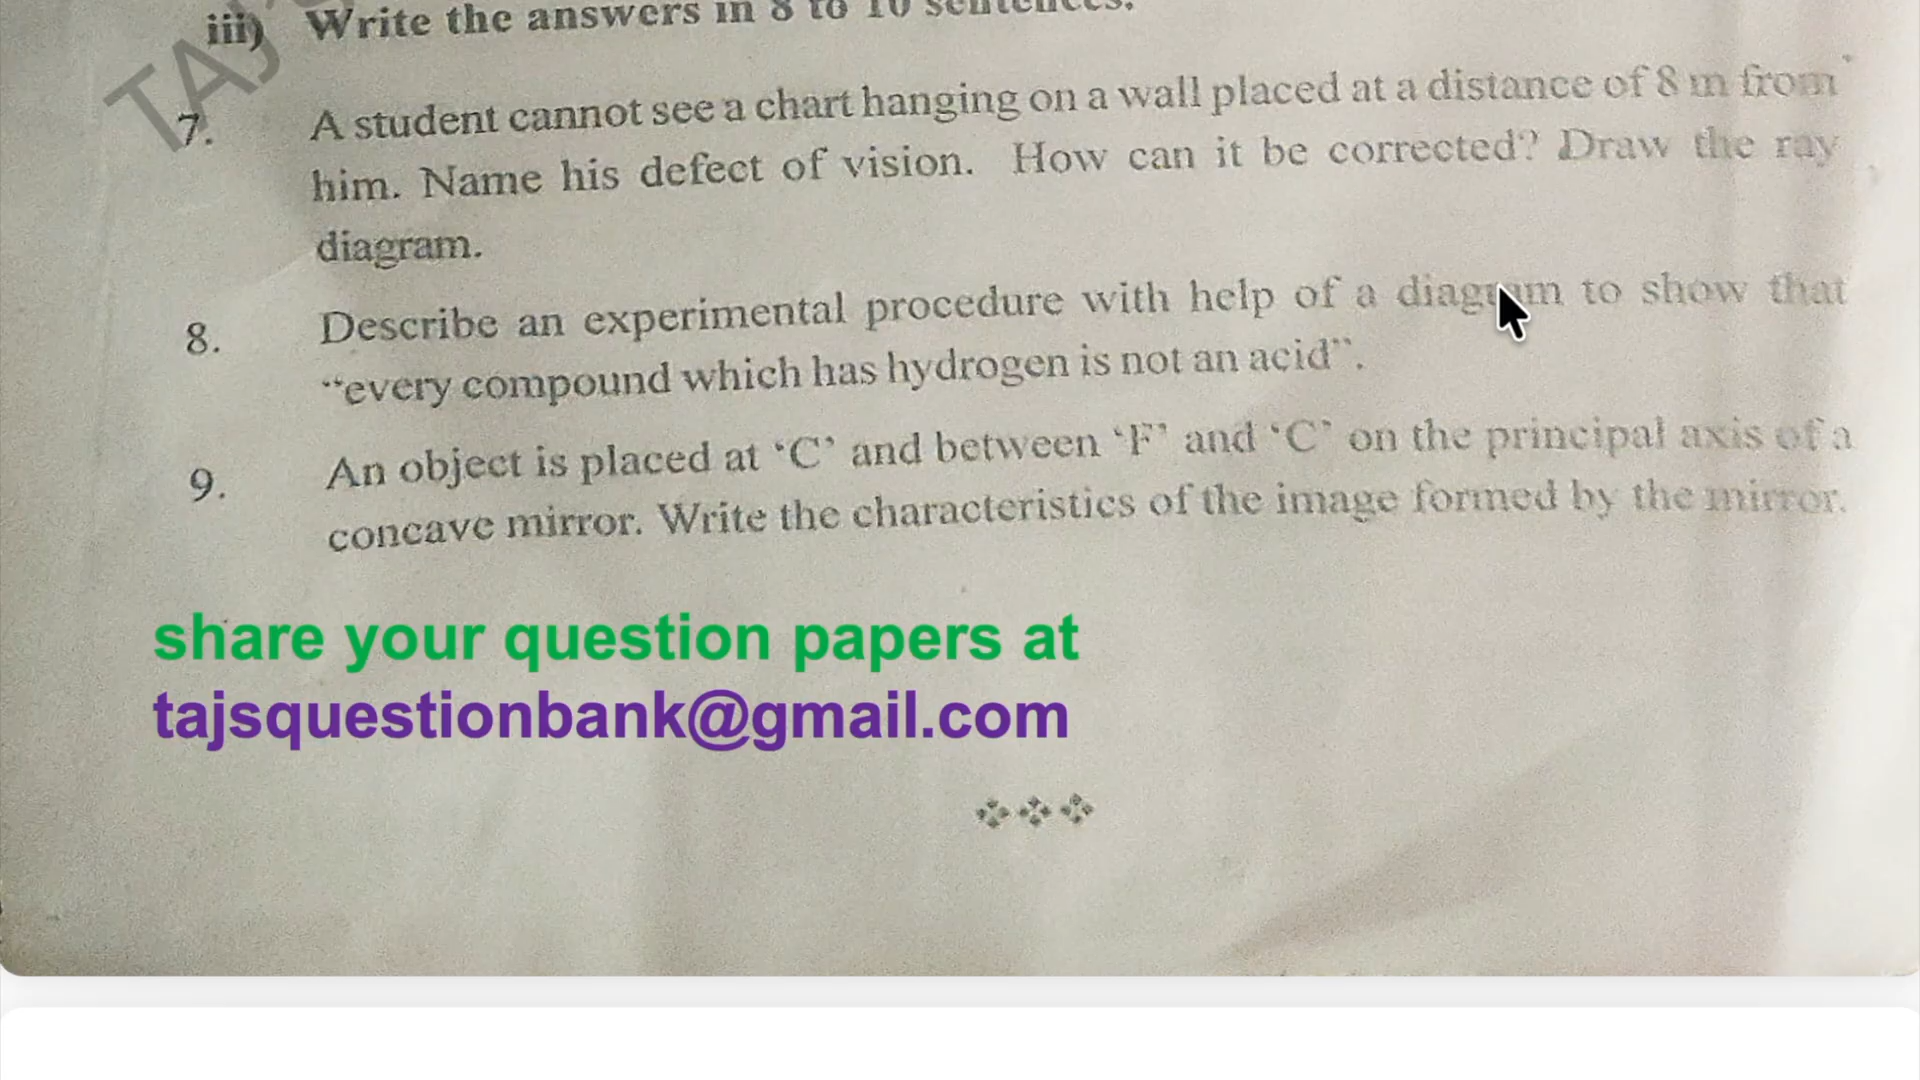 TAJ
iii) Write the answers in 8 to 10 sentences.
7. A student cannot see a chart hanging on a wall placed at a distance of 8 m from
him. Name his defect of vision. How can it be corrected? Draw the ray
diagram.
8. Describe an experimental procedure with help of a diagram to show that
“every compound which has hydrogen is not an acid”.
9. An object is placed at ‘C’ and between ‘F’ and ‘C’ on the principal axis of a
concave mirror. Write the characteristics of the image formed by the mirror.
share your question papers at
tajsquestionbank@gmail.com